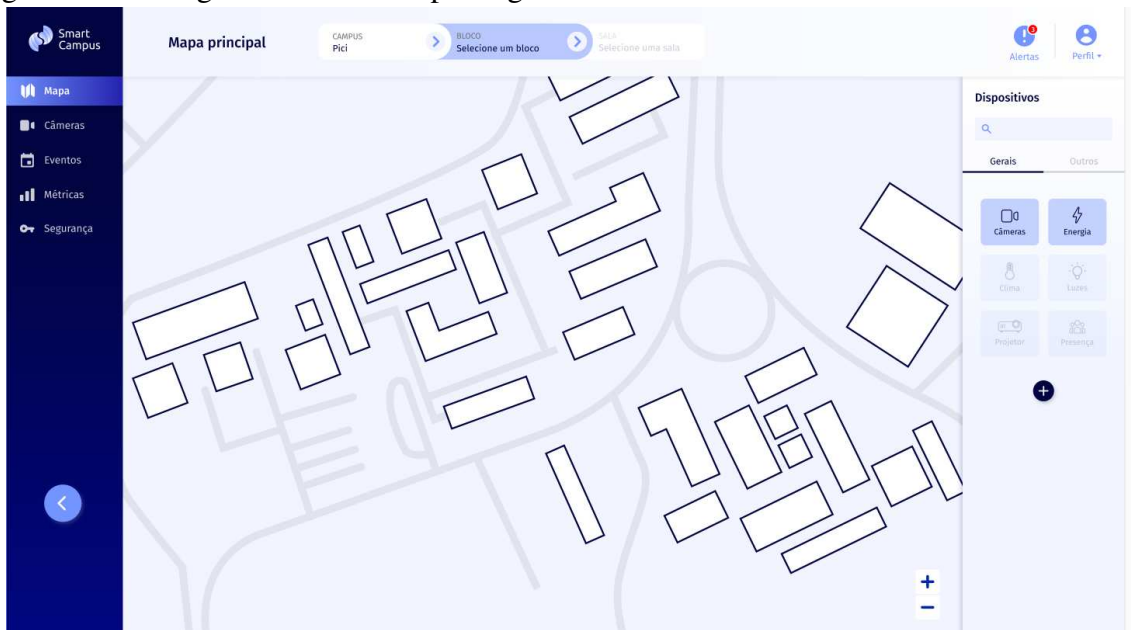 Smart
Campus
Mapa principal
CAMPUS
Pici
BLOCO
Selecione um bloco
SALA
Selecione uma sala
3
Alertas
Perfil
Mapa
Câmeras
Eventos
Métricas
Segurança
Dispositivos
Gerais
Outros
Câmeras
Energia
Clima
Luzes
Projetor
Presença
+
−